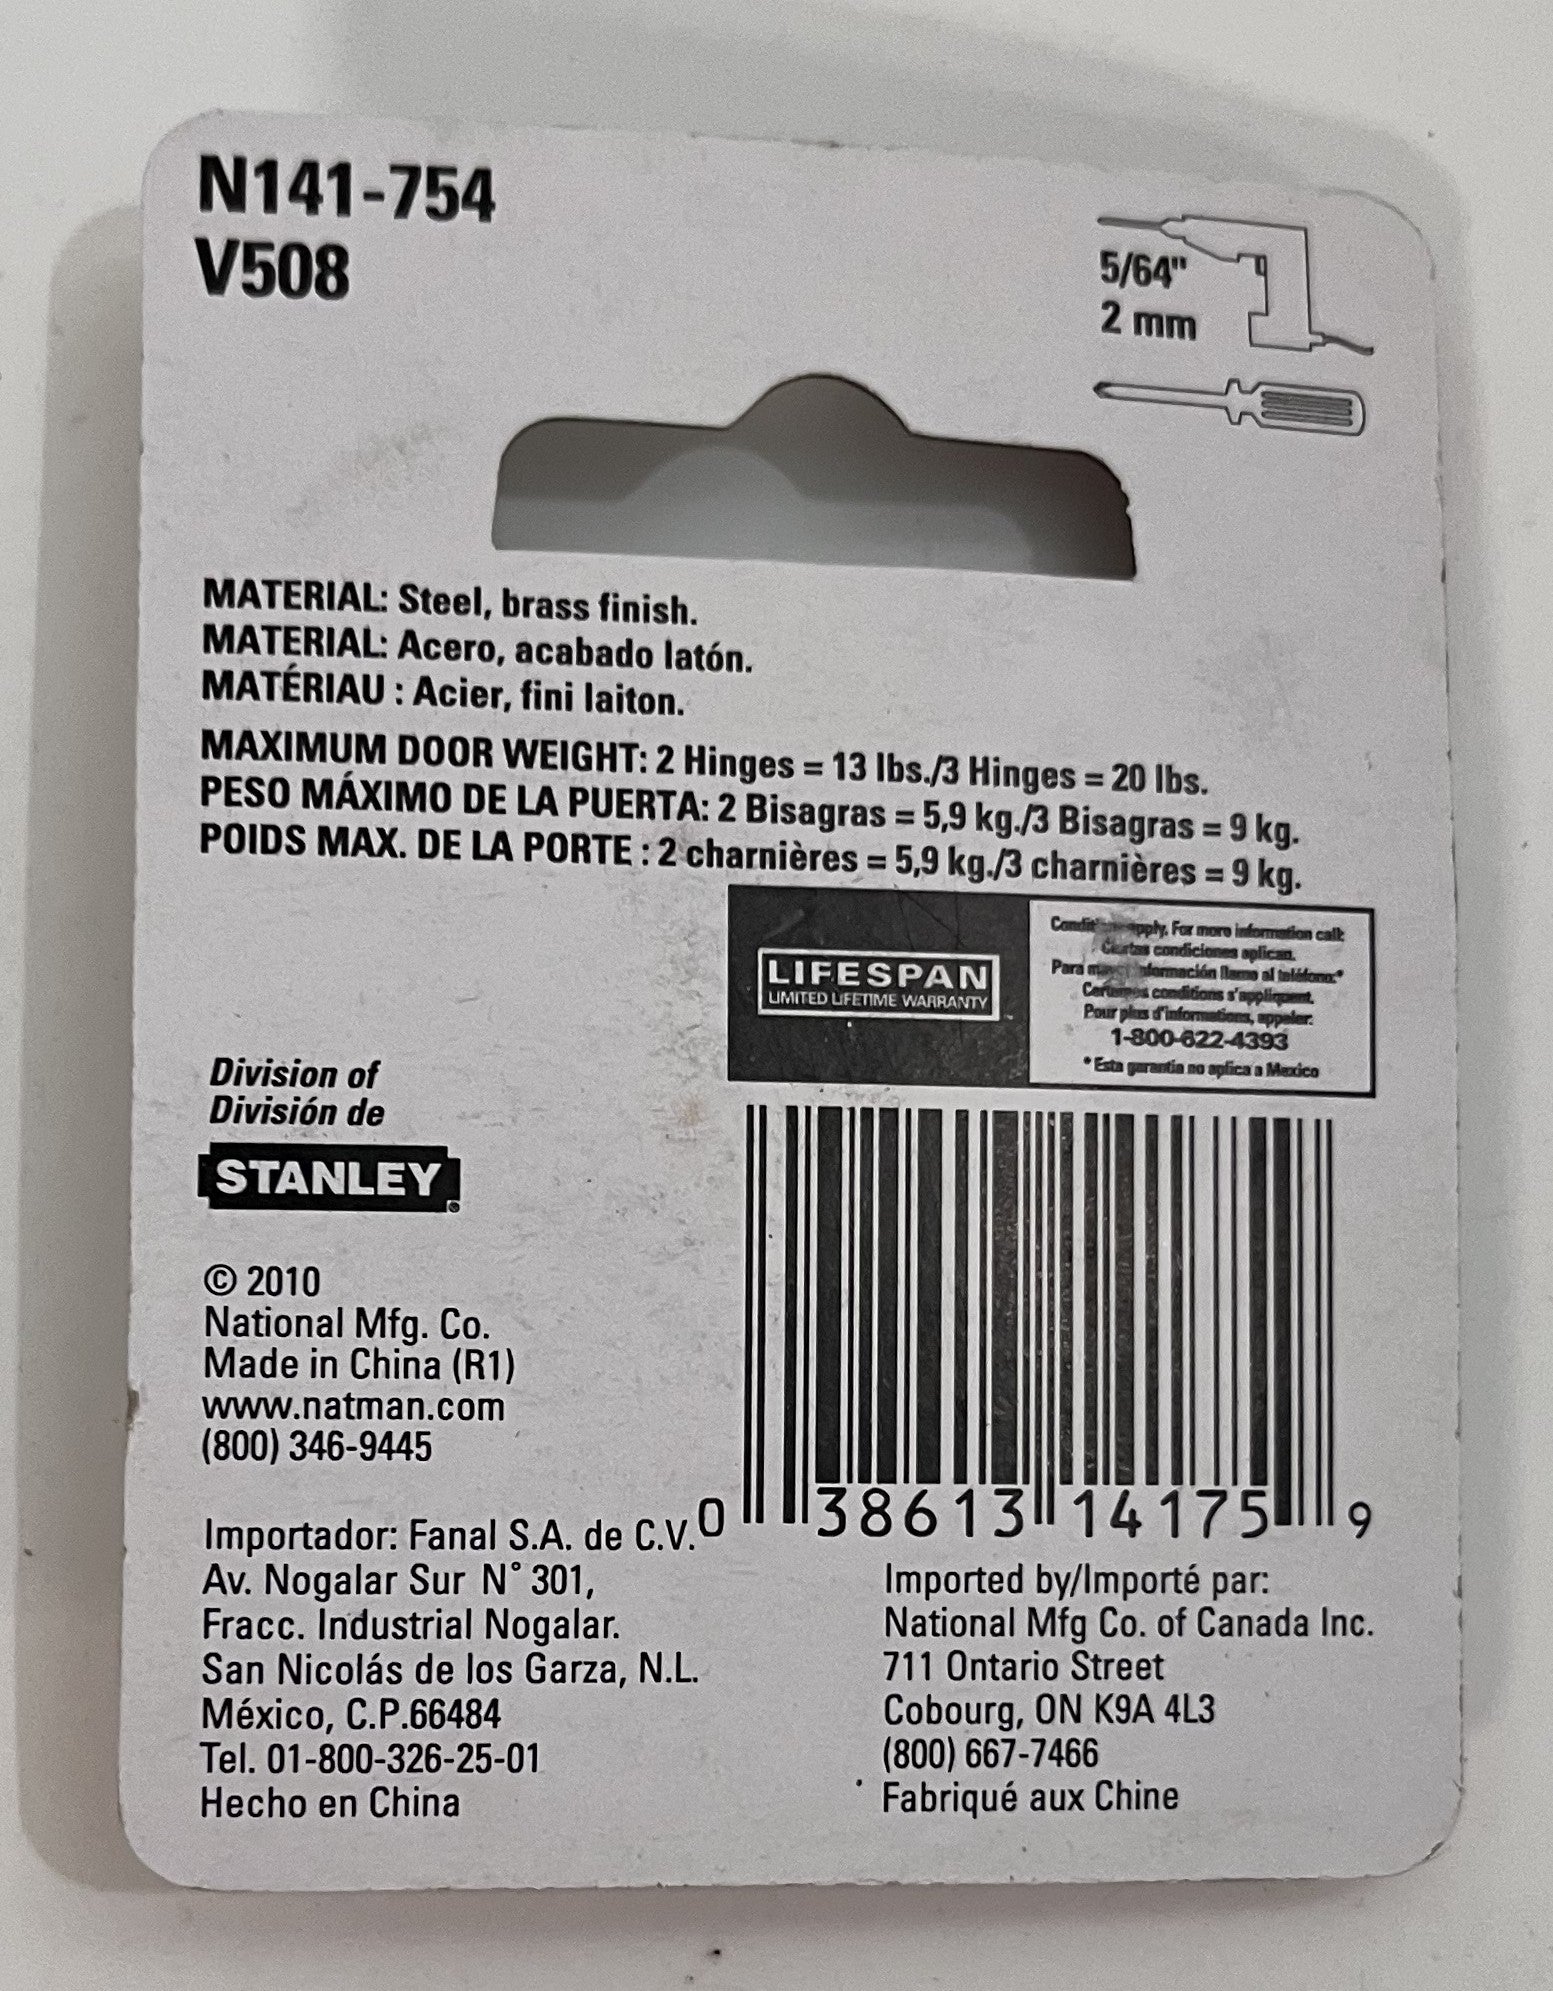 N141-754
V508
5/64"
2 mm
MATERIAL: Steel, brass finish.
MATERIAL: Acero, acabado latón.
MATÉRIAU : Acier, fini laiton.
MAXIMUM DOOR WEIGHT: 2 Hinges = 13 lbs./3 Hinges = 20 lbs.
PESO MÁXIMO DE LA PUERTA: 2 Bisagras = 5,9 kg./3 Bisagras = 9 kg.
POIDS MAX. DE LA PORTE : 2 charnières = 5,9 kg./3 charnières = 9 kg.
LIFESPAN
LIMITED LIFETIME WARRANTY
apply. For more information call:
condiciones aplican.
Para información llame al teléfono:*
Certaines conditions s'appliquent.
Pour plus d'informations, appeler:
1-800-622-4393
*Esta garantia no aplica a Mexico
Division of
División de
STANLEY®
© 2010
National Mfg. Co.
Made in China (R1)
www.natman.com
(800) 346-9445
0 38613 14175 9
Importador: Fanal S.A. de C.V.
Av. Nogalar Sur N° 301,
Fracc. Industrial Nogalar.
San Nicolás de los Garza, N.L.
México, C.P.66484
Tel. 01-800-326-25-01
Hecho en China
Imported by/Importé par:
National Mfg Co. of Canada Inc.
711 Ontario Street
Cobourg, ON K9A 4L3
(800) 667-7466
Fabriqué aux Chine